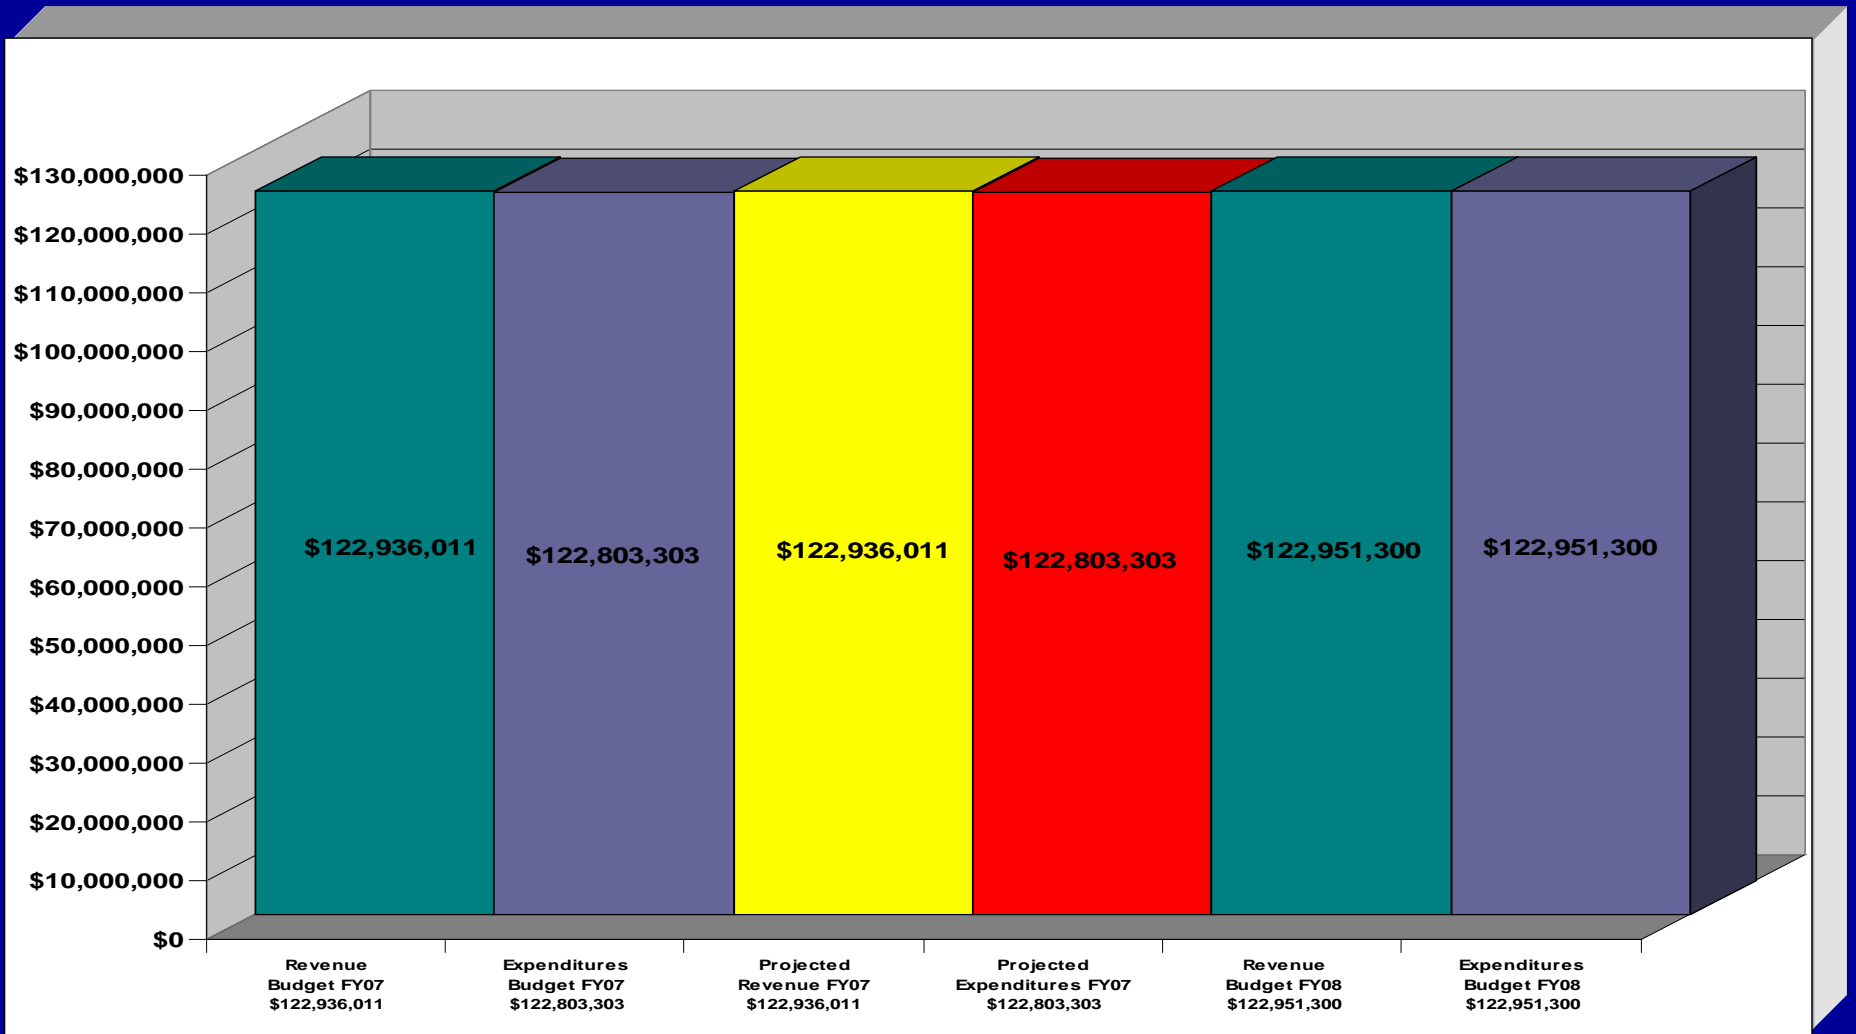 $130,000,000
$120,000,000
$110,000,000
$100,000,000
$90,000,000
$80,000,000
$70,000,000
$60,000,000
$50,000,000
$40,000,000
$30,000,000
$20,000,000
$10,000,000
$0
$122,936,011
$122,803,303
$122,936,011
$122,803,303
$122,951,300
$122,951,300
Revenue
Budget FY07
$122,936,011
Expenditures
Budget FY07
$122,803,303
Projected
Revenue FY07
$122,936,011
Projected
Expenditures FY07
$122,803,303
Revenue
Budget FY08
$122,951,300
Expenditures
Budget FY08
$122,951,300